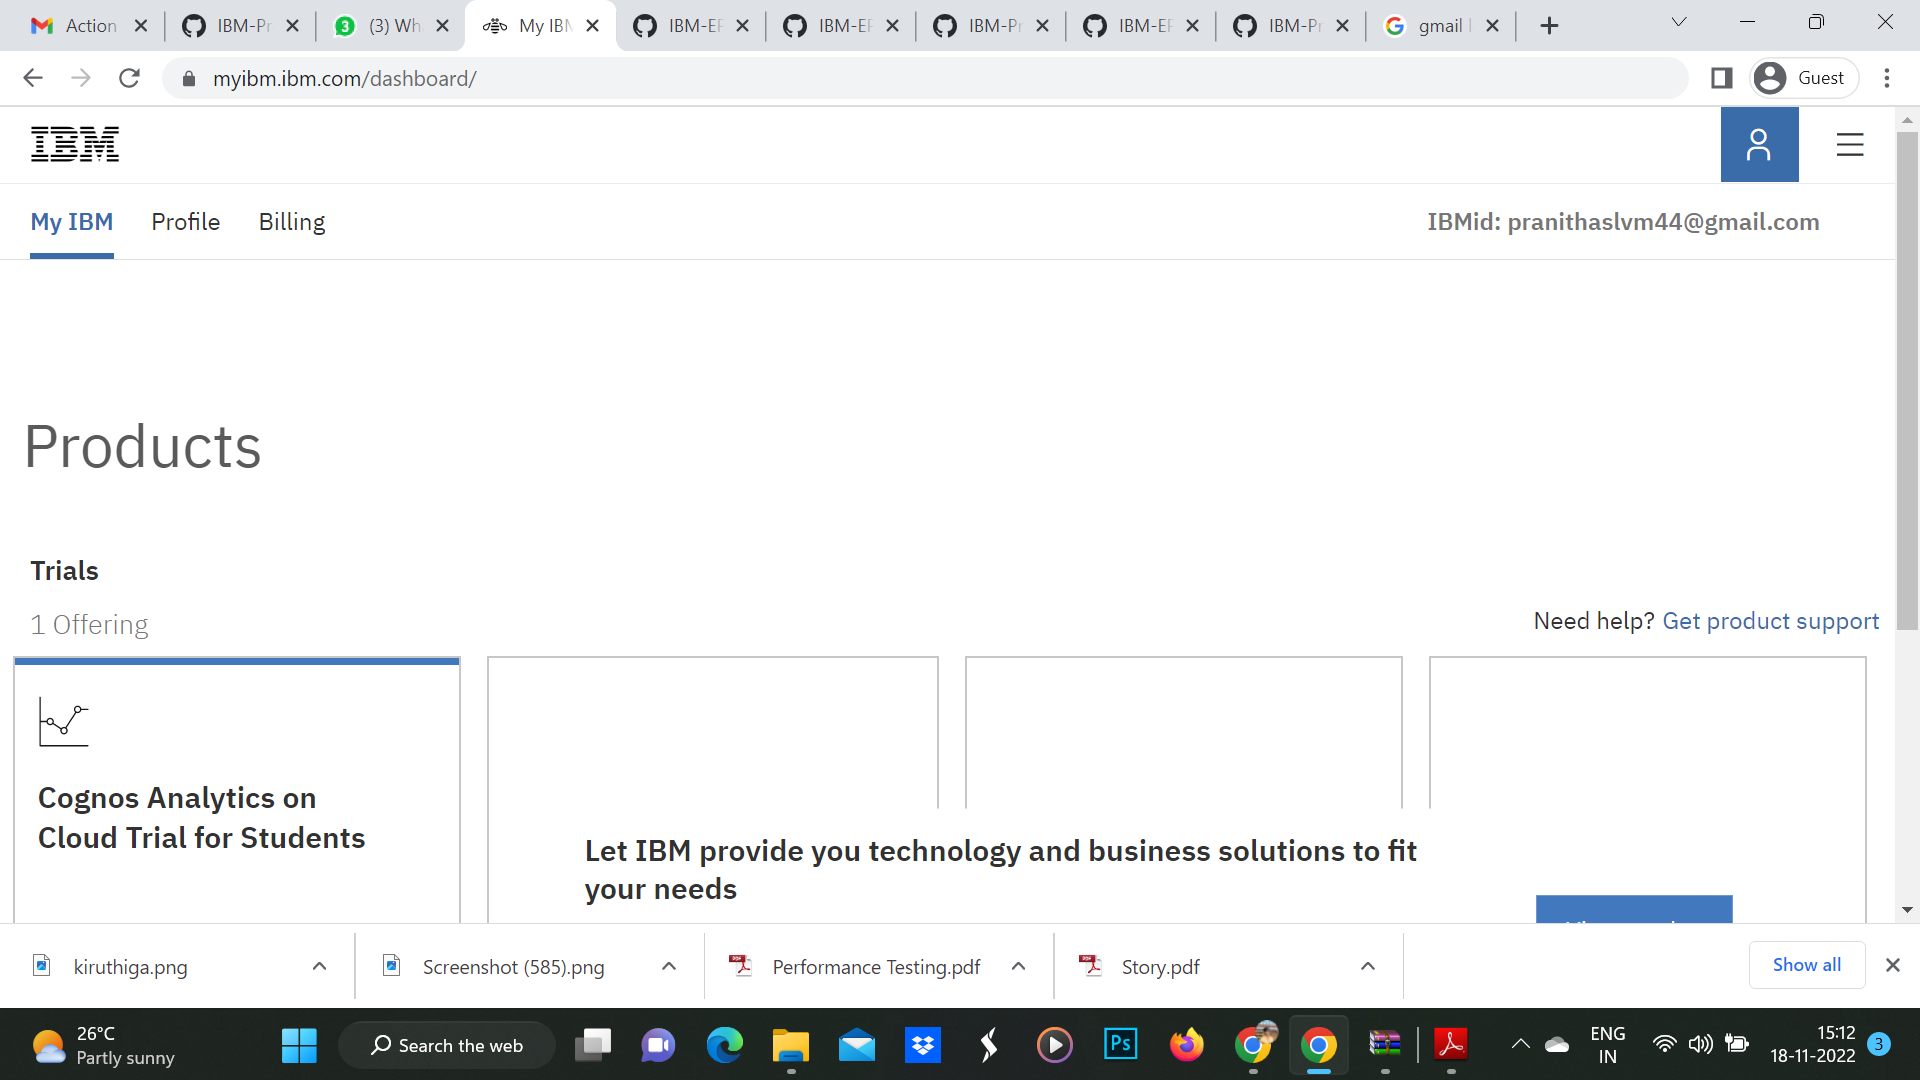 Action
IBM-Pr
(3) Wh
My IBM
IBM-EP
IBM-EP
IBM-Pr
IBM-EP
IBM-Pr
gmail l
myibm.ibm.com/dashboard/
Guest
IBM
My IBM
Profile
Billing
IBMid: pranithaslvm44@gmail.com
Products
Trials
1 Offering
Need help? Get product support
Cognos Analytics on
Cloud Trial for Students
Let IBM provide you technology and business solutions to fit
your needs
kiruthiga.png
Screenshot (585).png
Performance Testing.pdf
Story.pdf
Show all
26°C
Partly sunny
Search the web
Ps
ENG
IN
15:12
18-11-2022
3